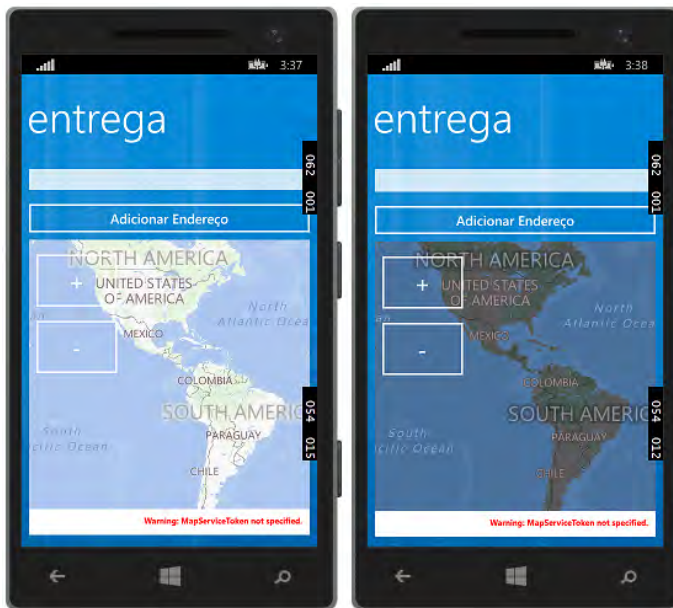 3:37
entrega
062
001
Adicionar Endereço
NORTH AMERICA
+
UNITED STATES
OF AMERICA
North
Atlantic Ocea
an
MEXICO
-
COLOMBIA
SOUTH AMERIC
054
015
PARAGUAY
South
cific Ocean
CHILE
Warning: MapServiceToken not specified.
3:38
entrega
062
001
Adicionar Endereço
NORTH AMERICA
+
UNITED STATES
OF AMERICA
North
Atlantic Ocea
an
MEXICO
-
COLOMBIA
SOUTH AMERIC
054
012
PARAGUAY
South
cific Ocean
CHILE
Warning: MapServiceToken not specified.